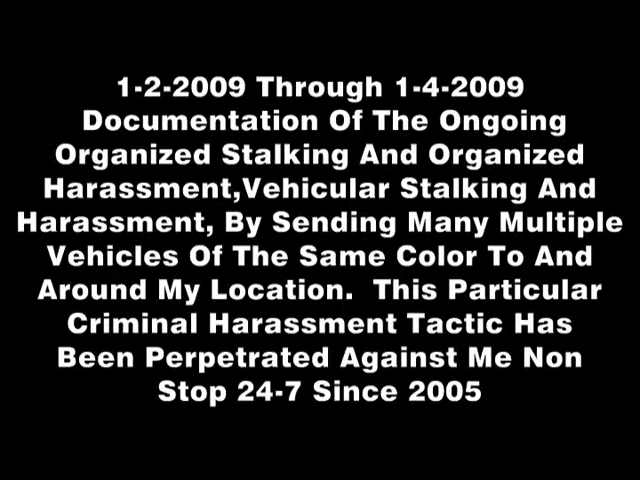 1-2-2009 Through 1-4-2009
Documentation Of The Ongoing
Organized Stalking And Organized
Harassment,Vehicular Stalking And
Harassment, By Sending Many Multiple
Vehicles Of The Same Color To And
Around My Location.  This Particular
Criminal Harassment Tactic Has
Been Perpetrated Against Me Non
Stop 24-7 Since 2005